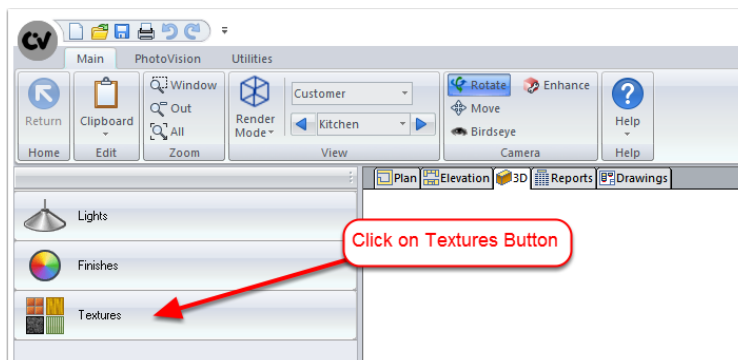 CV
Main PhotoVision Utilities
Return Clipboard Window Out All Render Mode Customer Kitchen Rotate Enhance Move Birdseye Help
Home Edit Zoom View Camera Help
Plan Elevation 3D Reports Drawings
Lights
Click on Textures Button
Finishes
Textures